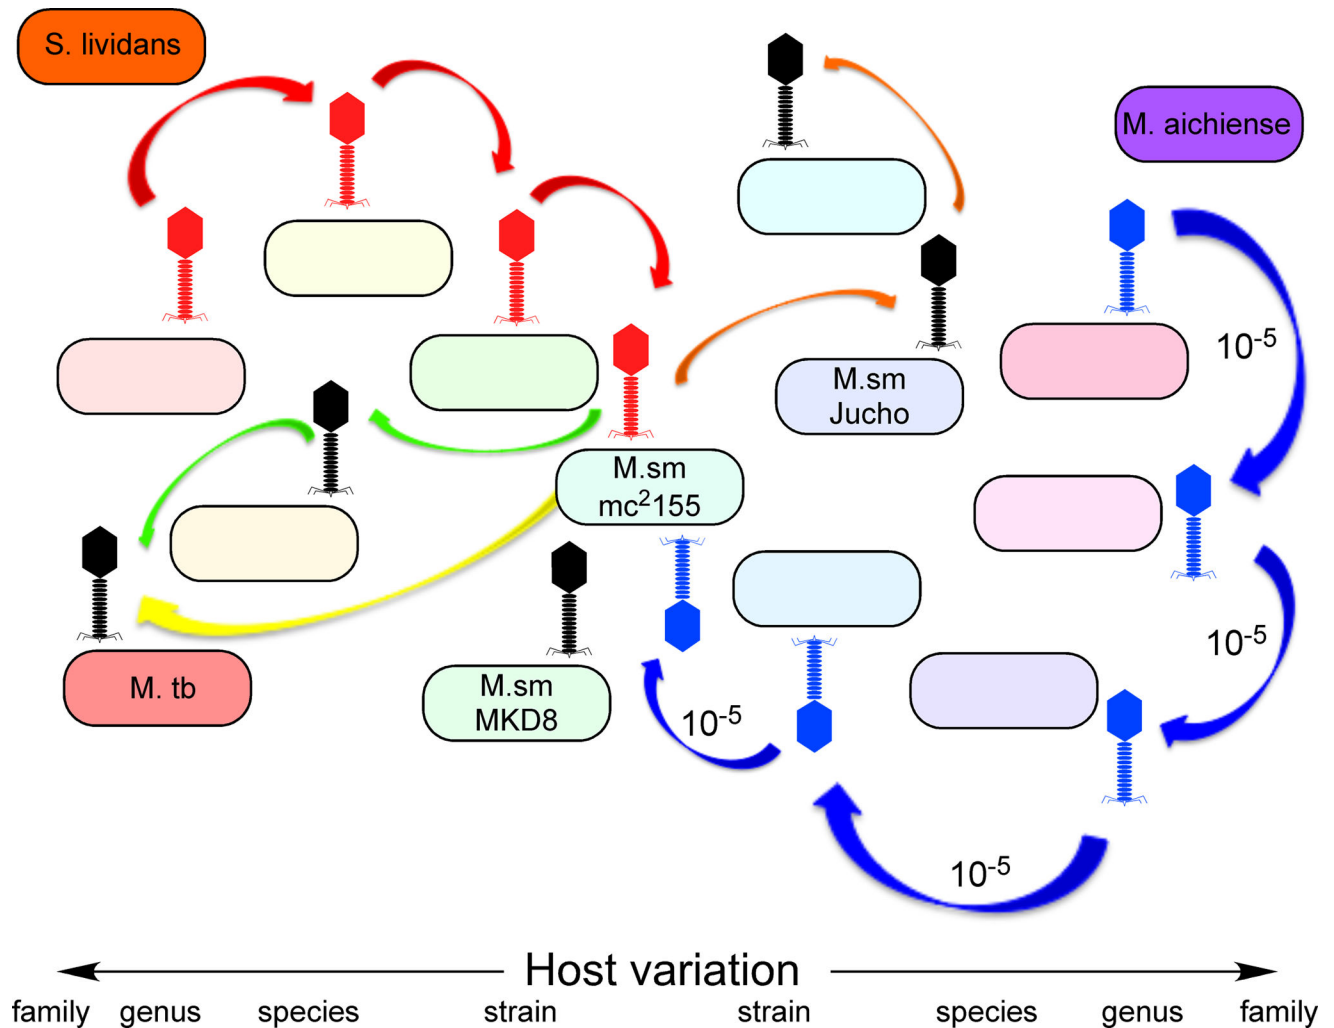 S. lividans
M. aichiense
10⁻⁵
M.sm
Jucho
M.sm
mc²155
10⁻⁵
M. tb
M.sm
MKD8
10⁻⁵
10⁻⁵
Host variation
family genus species strain strain species genus family